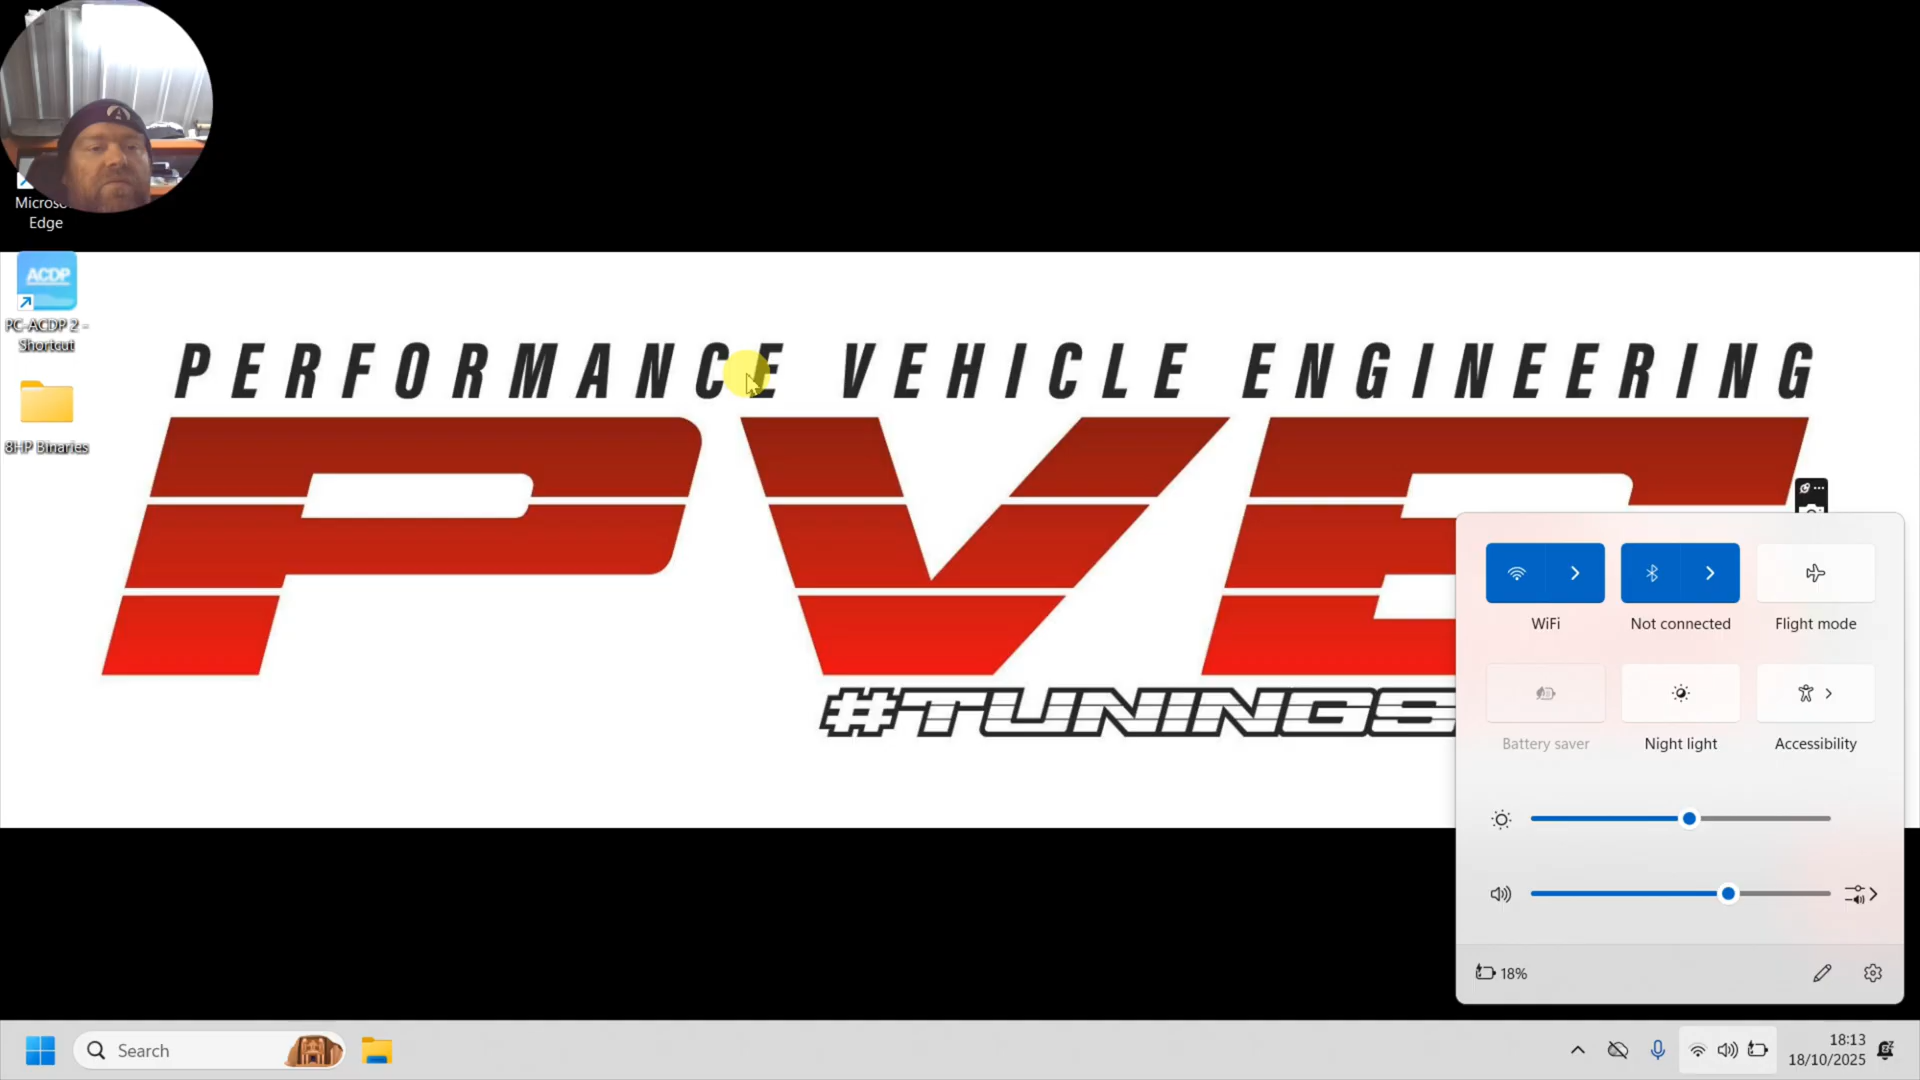 Edge
ACDP
PC-ACDP 2 -
Shortcut
8HP Binaries
PERFORMANCE VEHICLE ENGINEERING
PVE
#TUNINGS
WiFi
Not connected
Flight mode
Battery saver
Night light
Accessibility
18%
Search
18:13
18/10/2025